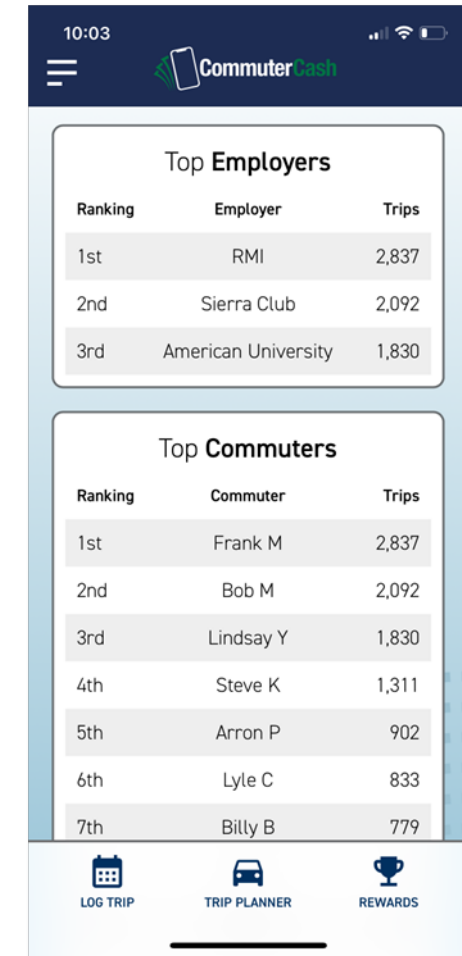 10:03
CommuterCash
Top Employers
Ranking Employer Trips
1st RMI 2,837
2nd Sierra Club 2,092
3rd American University 1,830
Top Commuters
Ranking Commuter Trips
1st Frank M 2,837
2nd Bob M 2,092
3rd Lindsay Y 1,830
4th Steve K 1,311
5th Arron P 902
6th Lyle C 833
7th Billy B 779
LOG TRIP TRIP PLANNER REWARDS